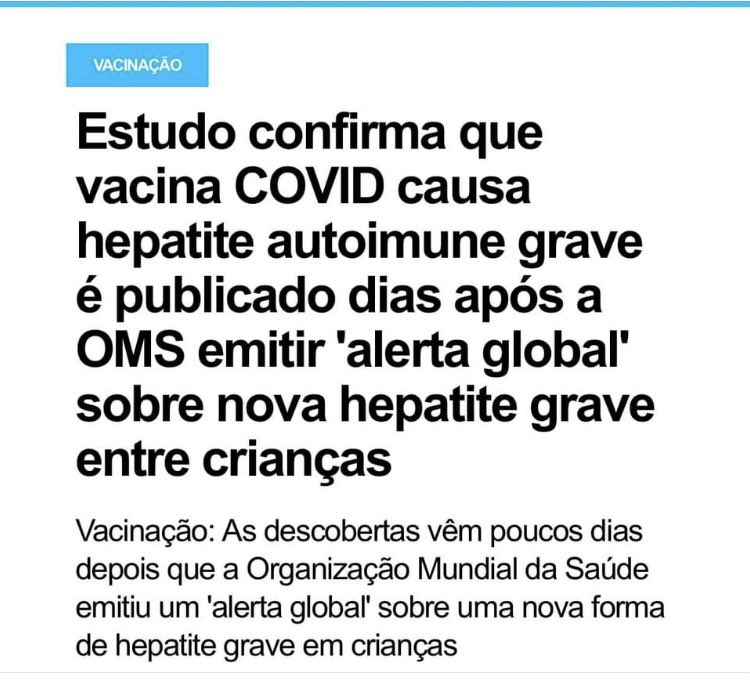 VACINAÇÃO
Estudo confirma que
vacina COVID causa
hepatite autoimune grave
é publicado dias após a
OMS emitir 'alerta global'
sobre nova hepatite grave
entre crianças
Vacinação: As descobertas vêm poucos dias
depois que a Organização Mundial da Saúde
emitiu um 'alerta global' sobre uma nova forma
de hepatite grave em crianças